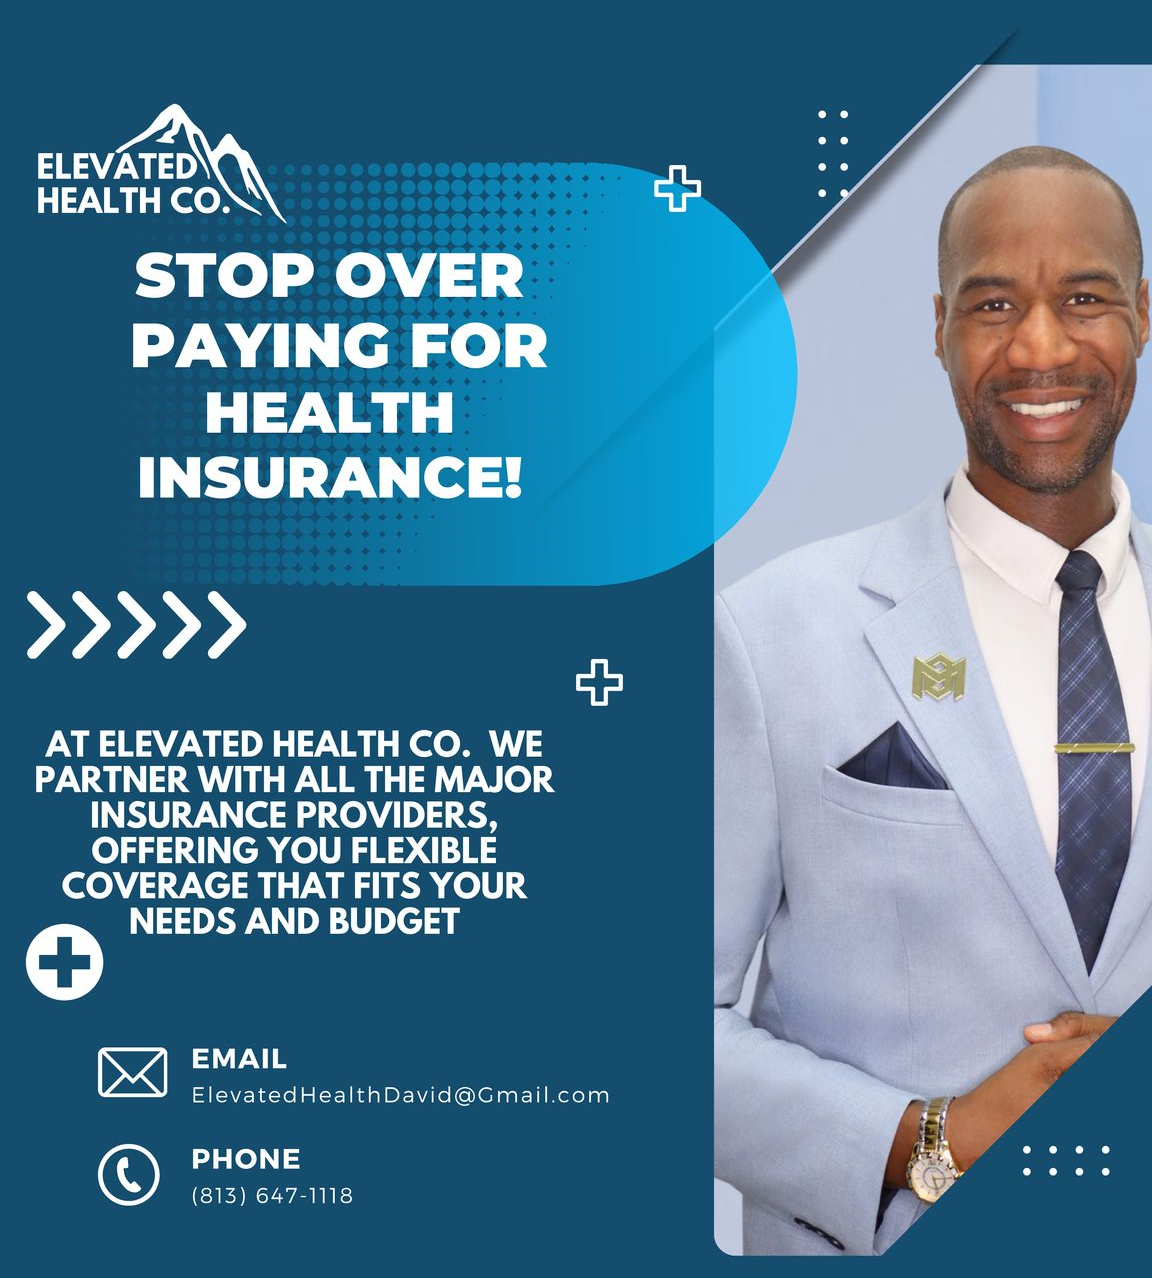 ELEVATED
HEALTH CO.
STOP OVER
PAYING FOR
HEALTH
INSURANCE!
AT ELEVATED HEALTH CO. WE
PARTNER WITH ALL THE MAJOR
INSURANCE PROVIDERS,
OFFERING YOU FLEXIBLE
COVERAGE THAT FITS YOUR
NEEDS AND BUDGET
EMAIL
ElevatedHealthDavid@Gmail.com
PHONE
(813) 647-1118